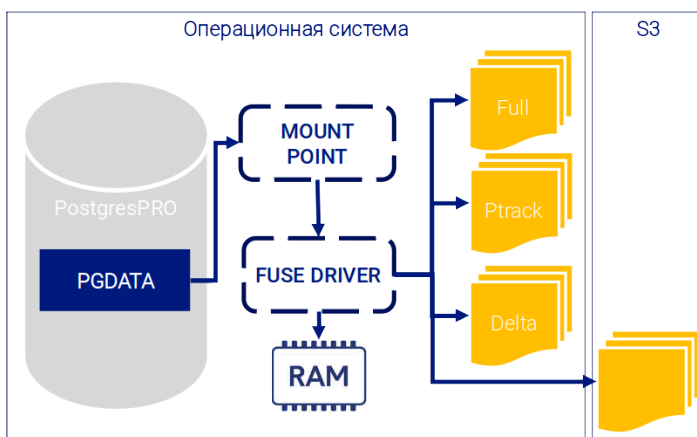 Операционная система
S3
PostgresPRO
PGDATA
MOUNT
POINT
FUSE DRIVER
RAM
Full
Ptrack
Delta